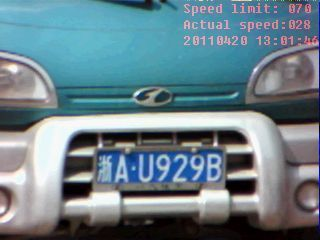 Speed limit: 070
Actual speed:028
20110420 13:01:46
浙A·U929B